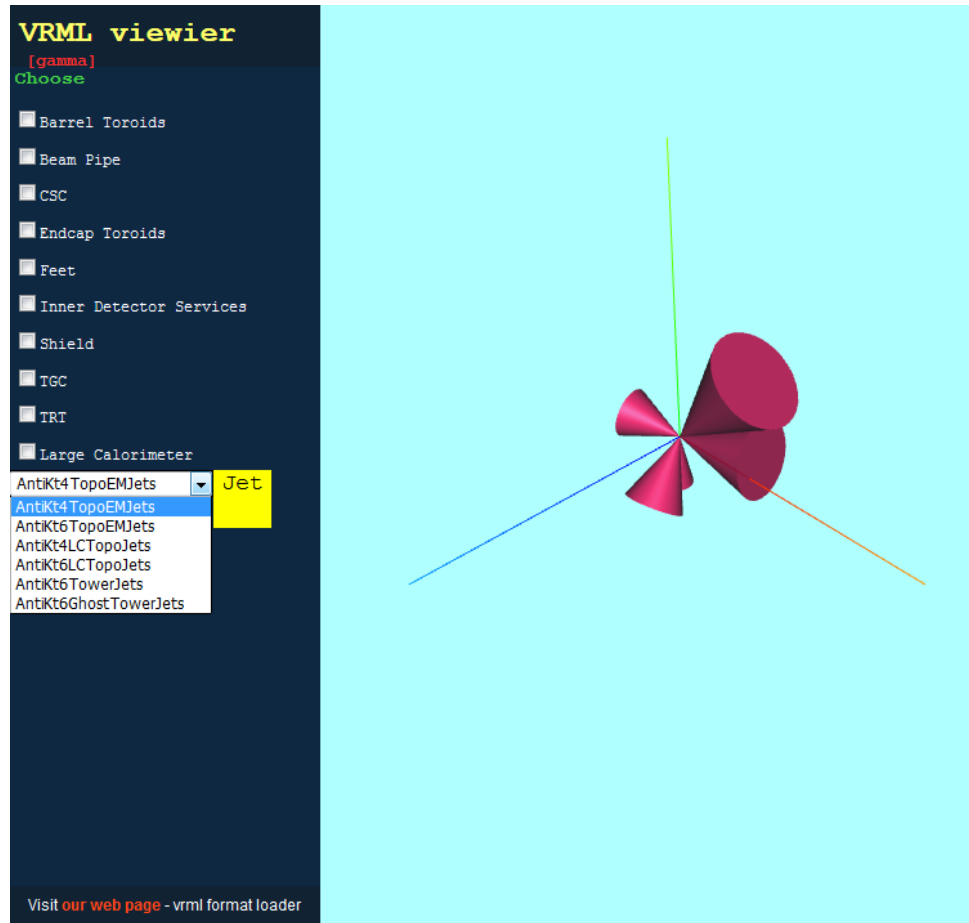 VRML viewier
[gamma]
Choose
Barrel Toroids
Beam Pipe
CSC
Endcap Toroids
Feet
Inner Detector Services
Shield
TGC
TRT
Large Calorimeter
AntiKt4TopoEMJets Jet
AntiKt4TopoEMJets
AntiKt6TopoEMJets
AntiKt4LCTopoJets
AntiKt6LCTopoJets
AntiKt6TowerJets
AntiKt6GhostTowerJets
Visit our web page - vrml format loader